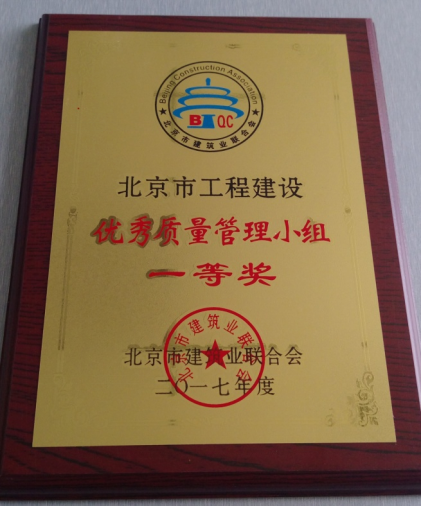 Beijing Construction Association
B QC
北京市建筑业联合会
北京市工程建设
优秀质量管理小组
一等奖
北京市建筑业联合会
北京市建筑业联合会
二〇一七年度